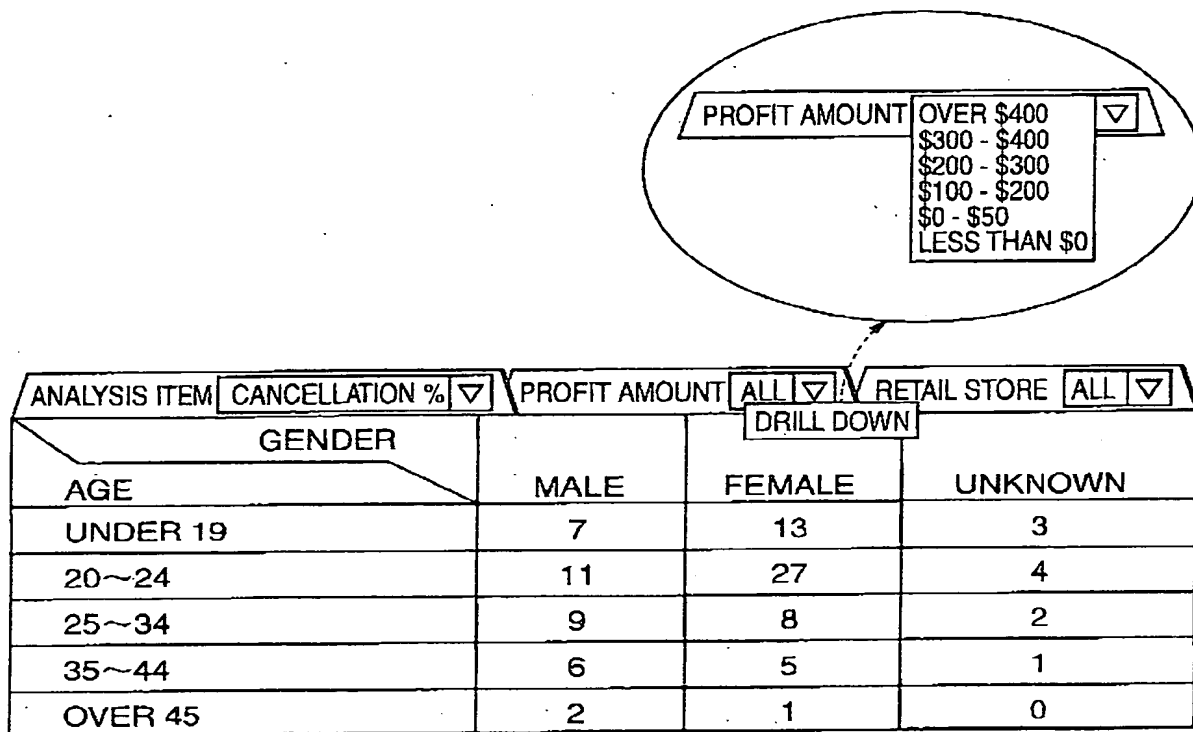 PROFIT AMOUNT OVER $400
$300 - $400
$200 - $300
$100 - $200
$0 - $50
LESS THAN $0
ANALYSIS ITEM CANCELLATION % PROFIT AMOUNT ALL RETAIL STORE ALL
DRILL DOWN
GENDER
AGE MALE FEMALE UNKNOWN
UNDER 19 7 13 3
20~24 11 27 4
25~34 9 8 2
35~44 6 5 1
OVER 45 2 1 0